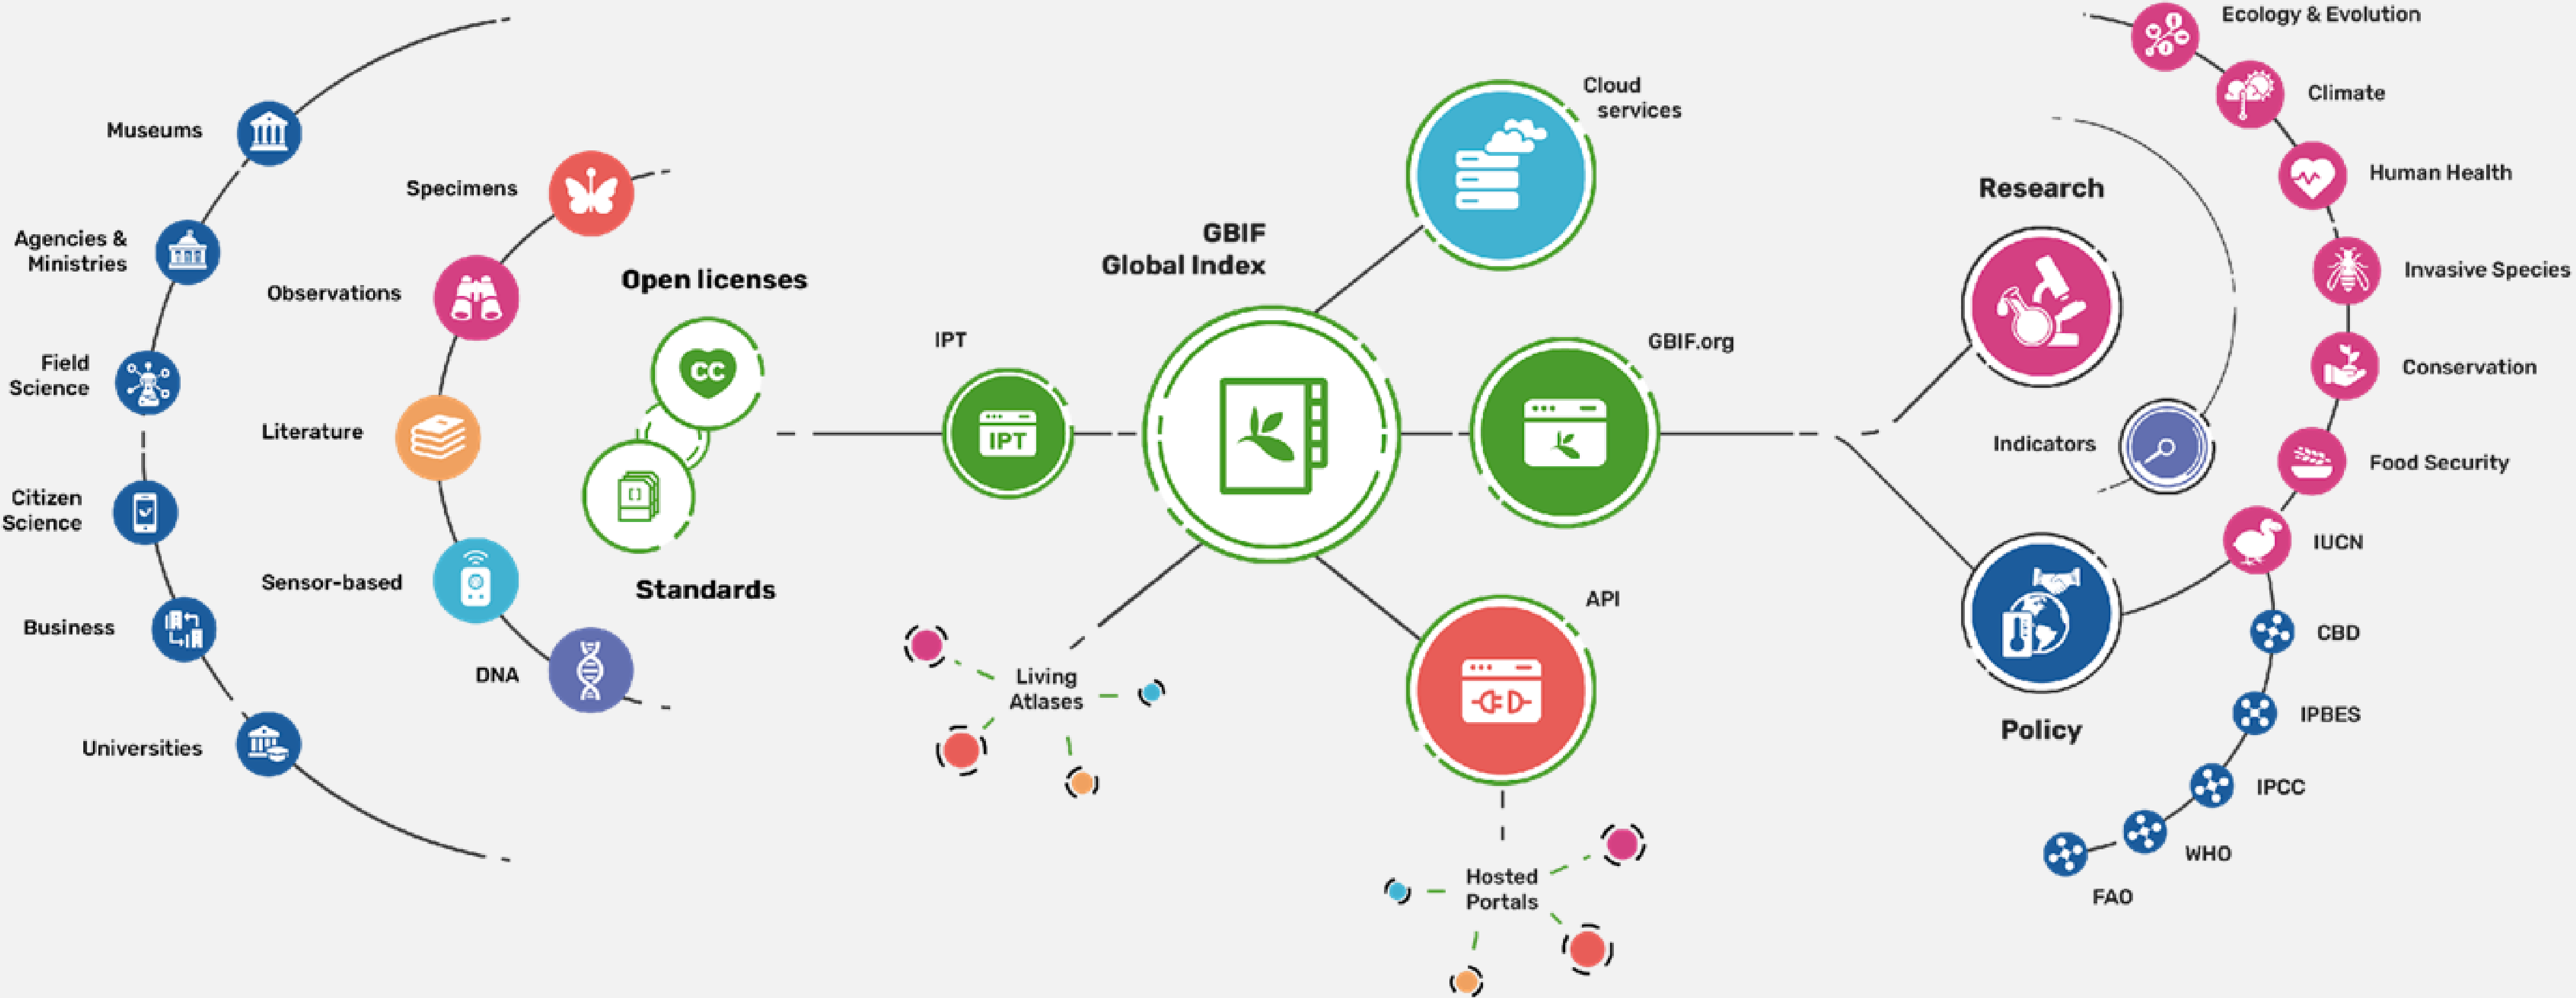 Museums
Agencies &
Ministries
Field
Science
Citizen
Science
Business
Universities
Specimens
Observations
Literature
Sensor-based
DNA
Open licenses
CC
[ ]
Standards
IPT
IPT
GBIF
Global Index
Cloud
services
GBIF.org
API
Living
Atlases
Hosted
Portals
Research
Indicators
Policy
Ecology & Evolution
Climate
Human Health
Invasive Species
Conservation
Food Security
IUCN
CBD
IPBES
IPCC
WHO
FAO